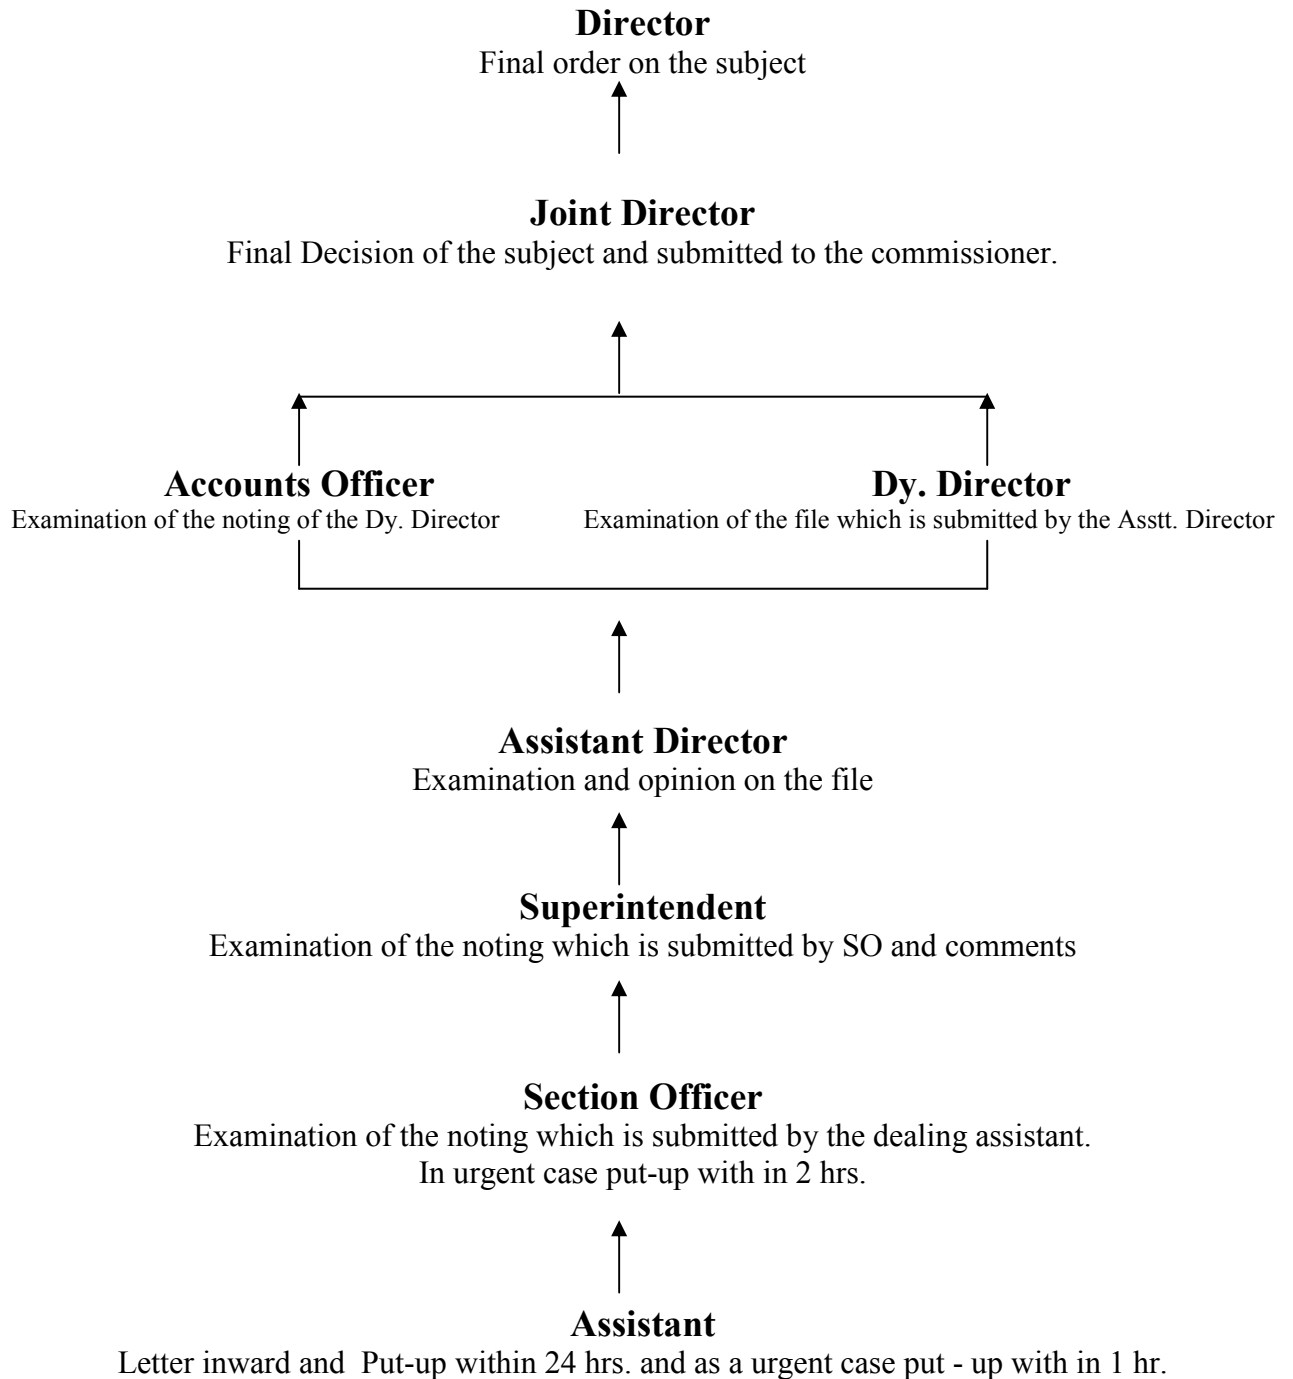 Director
Final order on the subject
Joint Director
Final Decision of the subject and submitted to the commissioner.
Accounts Officer
Examination of the noting of the Dy. Director
Dy. Director
Examination of the file which is submitted by the Asstt. Director
Assistant Director
Examination and opinion on the file
Superintendent
Examination of the noting which is submitted by SO and comments
Section Officer
Examination of the noting which is submitted by the dealing assistant.
In urgent case put-up with in 2 hrs.
Assistant
Letter inward and  Put-up within 24 hrs. and as a urgent case put - up with in 1 hr.